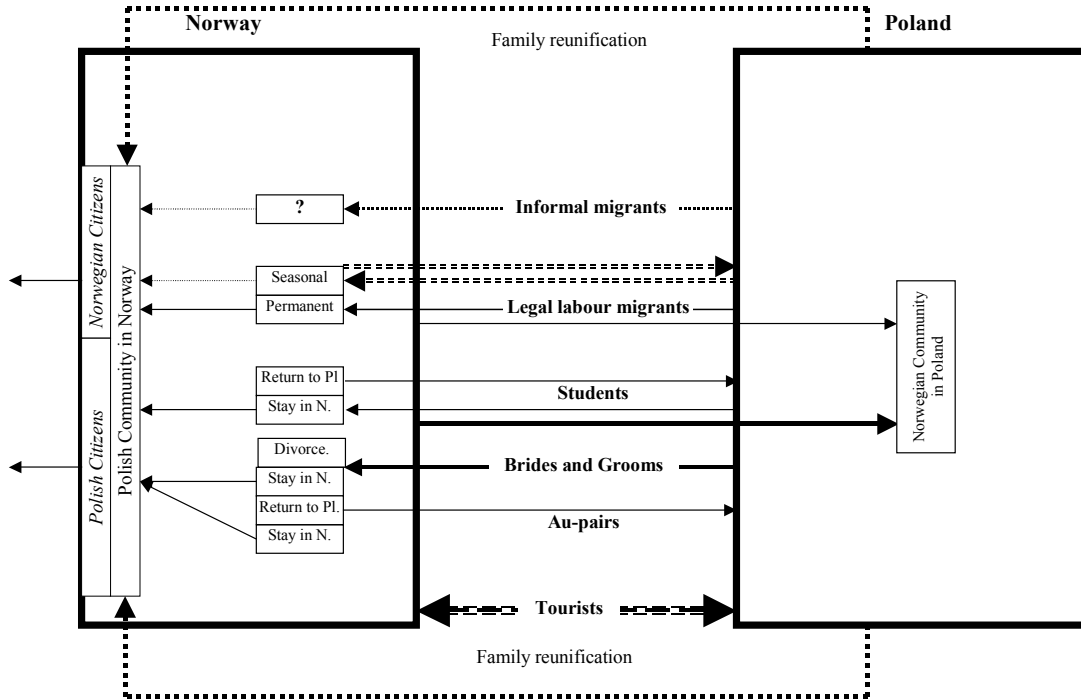 Norway
Poland
Family reunification
Norwegian Citizens
Polish Citizens
Polish Community in Norway
?
Informal migrants
Seasonal
Permanent
Legal labour migrants
Return to Pl
Stay in N.
Students
Divorce.
Stay in N.
Brides and Grooms
Return to Pl.
Stay in N.
Au-pairs
Norwegian Community
in Poland
Tourists
Family reunification